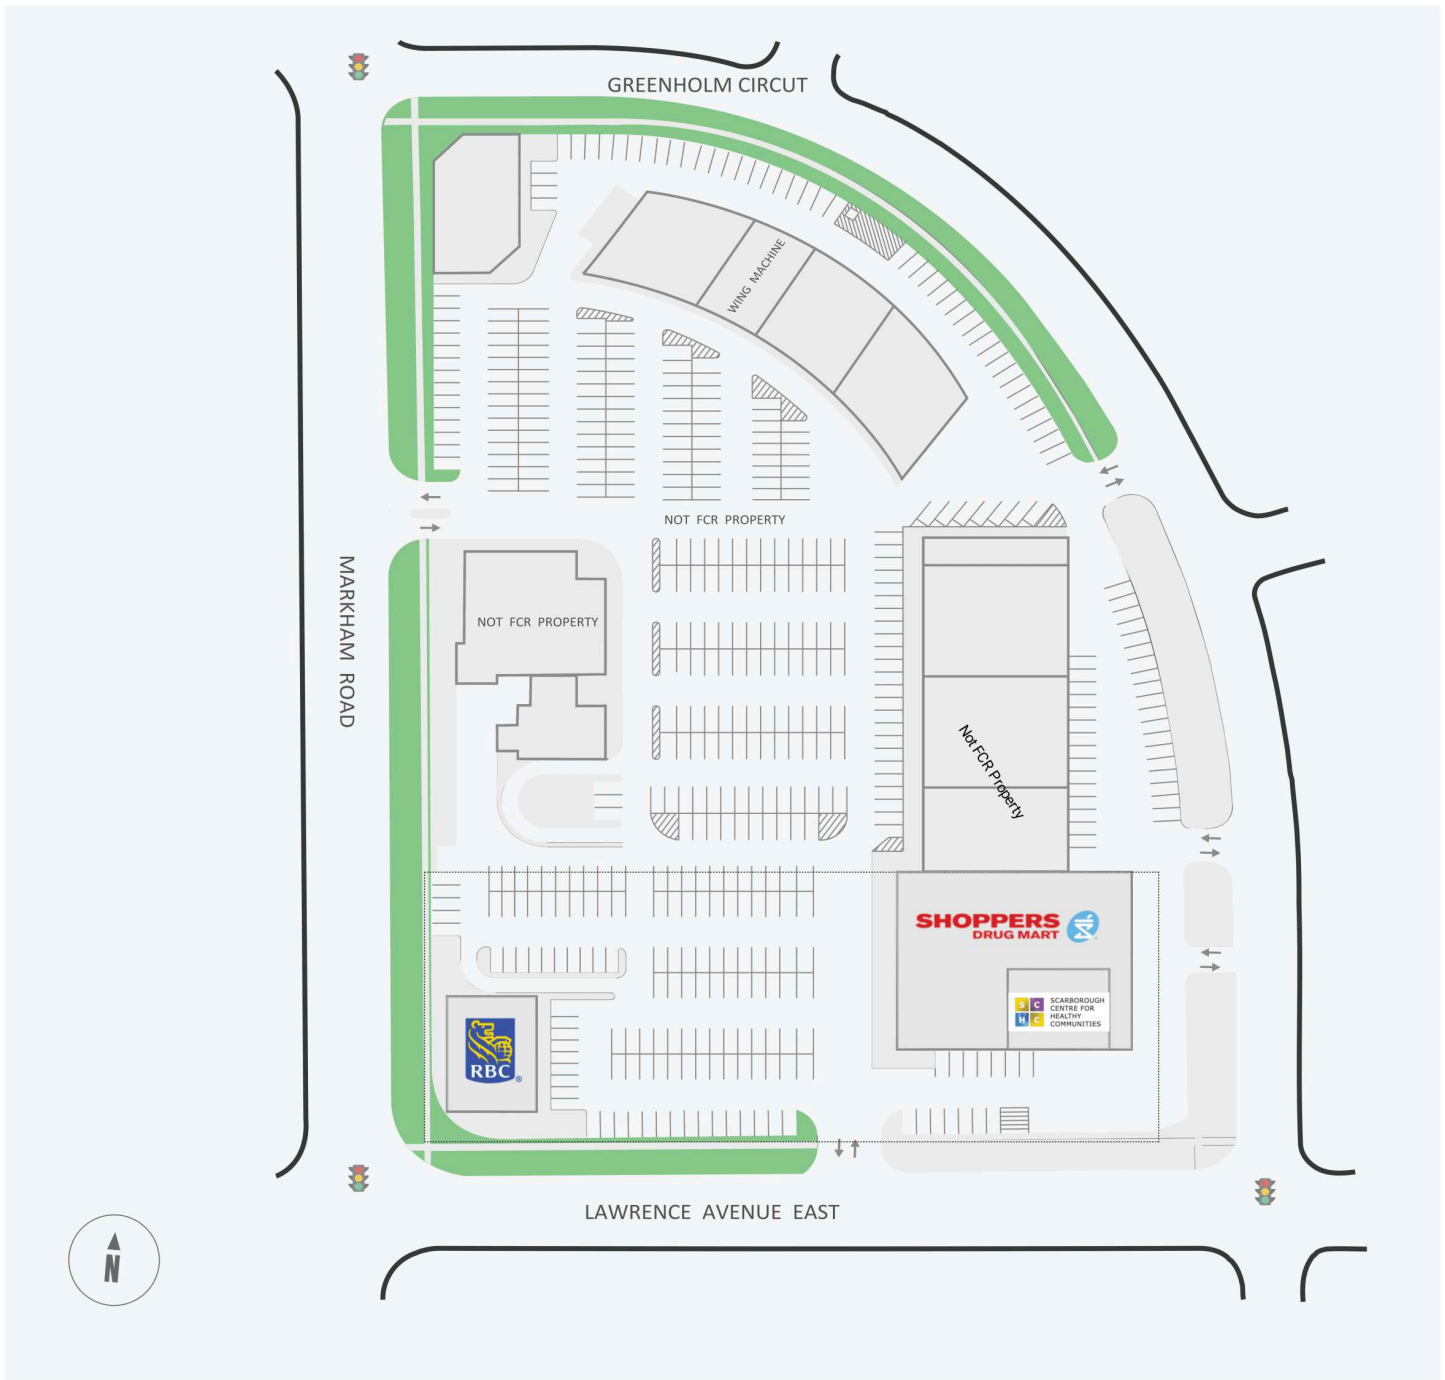 GREENHOLM CIRCUT
WING MACHINE
NOT FCR PROPERTY
MARKHAM ROAD
NOT FCR PROPERTY
Not FCR Property
SHOPPERS
DRUG MART
S C
H C
SCARBOROUGH
CENTRE FOR
HEALTHY
COMMUNITIES
RBC
®
LAWRENCE AVENUE EAST
N